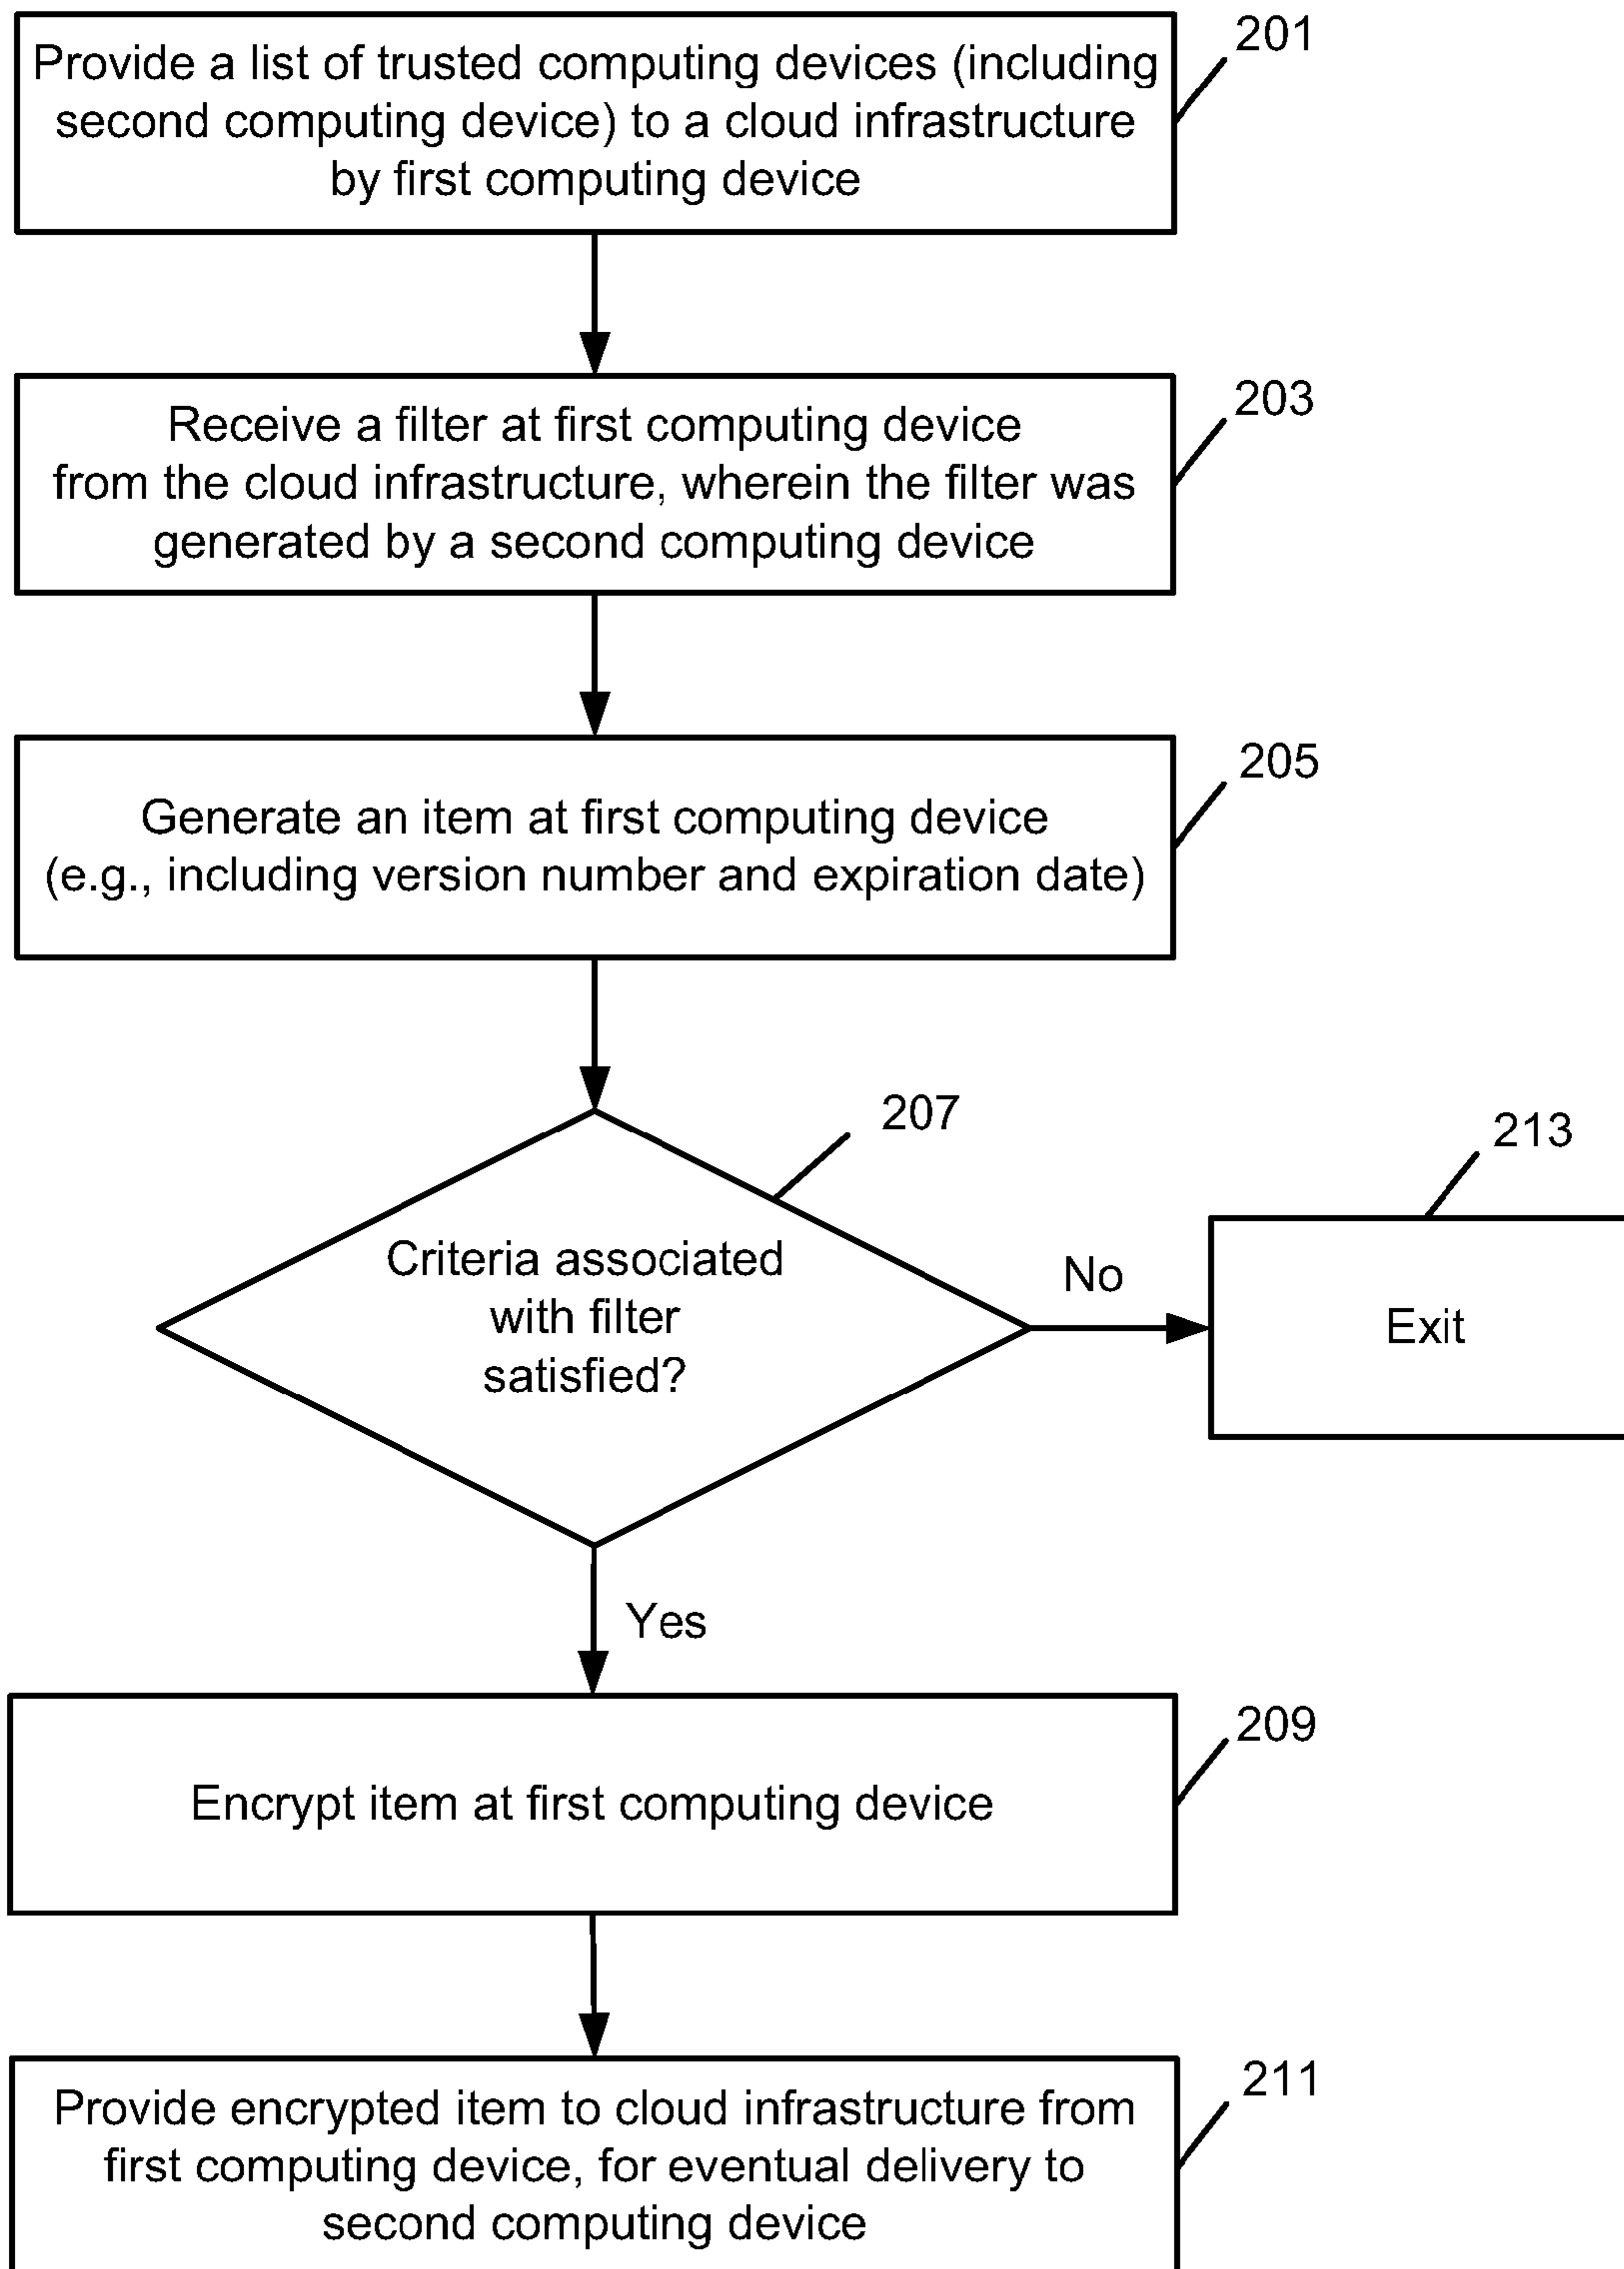 Provide a list of trusted computing devices (including
second computing device) to a cloud infrastructure
by first computing device
201
Receive a filter at first computing device
from the cloud infrastructure, wherein the filter was
generated by a second computing device
203
Generate an item at first computing device
(e.g., including version number and expiration date)
205
Criteria associated
with filter
satisfied?
207
No
Exit
213
Yes
Encrypt item at first computing device
209
Provide encrypted item to cloud infrastructure from
first computing device, for eventual delivery to
second computing device
211